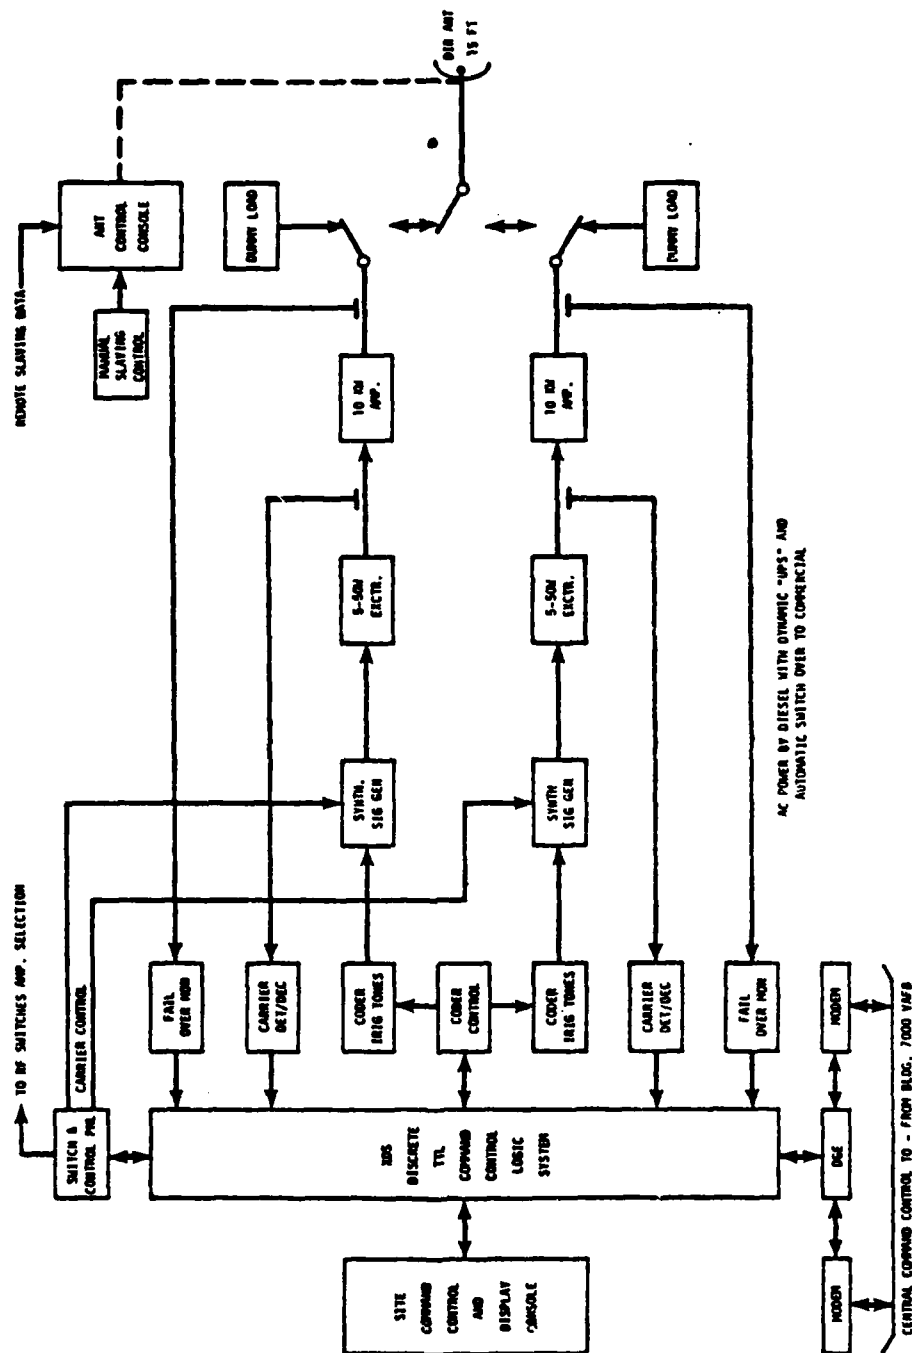 DIR ANT
15 FT
REMOTE SLAVING DATA
ANT
CONTROL
CONSOLE
MANUAL
SLAVING
CONTROL
DUMMY LOAD
DUMMY LOAD
10 KW
AMP.
10 KW
AMP.
5-50W
EXCTR.
5-50W
EXCTR.
SYNTH.
SIG GEN
SYNTH
SIG GEN
AC POWER BY DIESEL WITH DYNAMIC "UPS" AND
AUTOMATIC SWITCH OVER TO COMMERCIAL
TO RF SWITCHES AMP. SELECTION
CARRIER CONTROL
FAIL
OVER MON
CARRIER
DET/DEC
CODER
IRIG TONES
CODER
CONTROL
CODER
IRIG TONES
CARRIER
DET/DEC
FAIL
OVER MON
MODEM
SWITCH &
CONTROL PNL
XDS
DISCRETE
TTL
COMMAND
CONTROL
LOGIC
SYSTEM
DGE
SITE
COMMAND
CONTROL
AND
DISPLAY
CONSOLE
MODEM
CENTRAL COMMAND CONTROL TO - FROM BLDG. 7000 VAFB